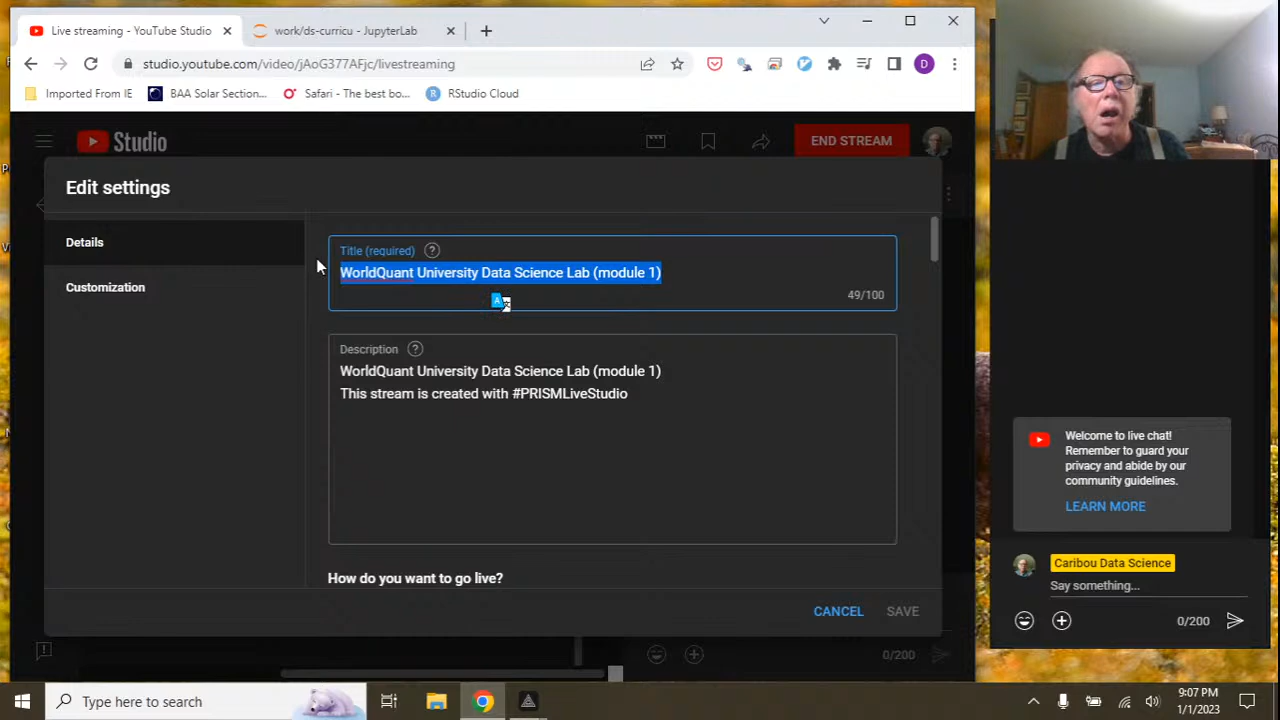 Live streaming - YouTube Studio
work/ds-curricu - JupyterLab
studio.youtube.com/video/jAoG377AFjc/livestreaming
D
Imported From IE
BAA Solar Section...
Safari - The best bo...
R
RStudio Cloud
Studio
END STREAM
Edit settings
Details
Customization
Title (required)
WorldQuant University Data Science Lab (module 1)
49/100
Description
WorldQuant University Data Science Lab (module 1)
This stream is created with #PRISMLiveStudio
How do you want to go live?
CANCEL
SAVE
0/200
Welcome to live chat!
Remember to guard your
privacy and abide by our
community guidelines.
LEARN MORE
Caribou Data Science
Say something...
0/200
Type here to search
9:07 PM
1/1/2023